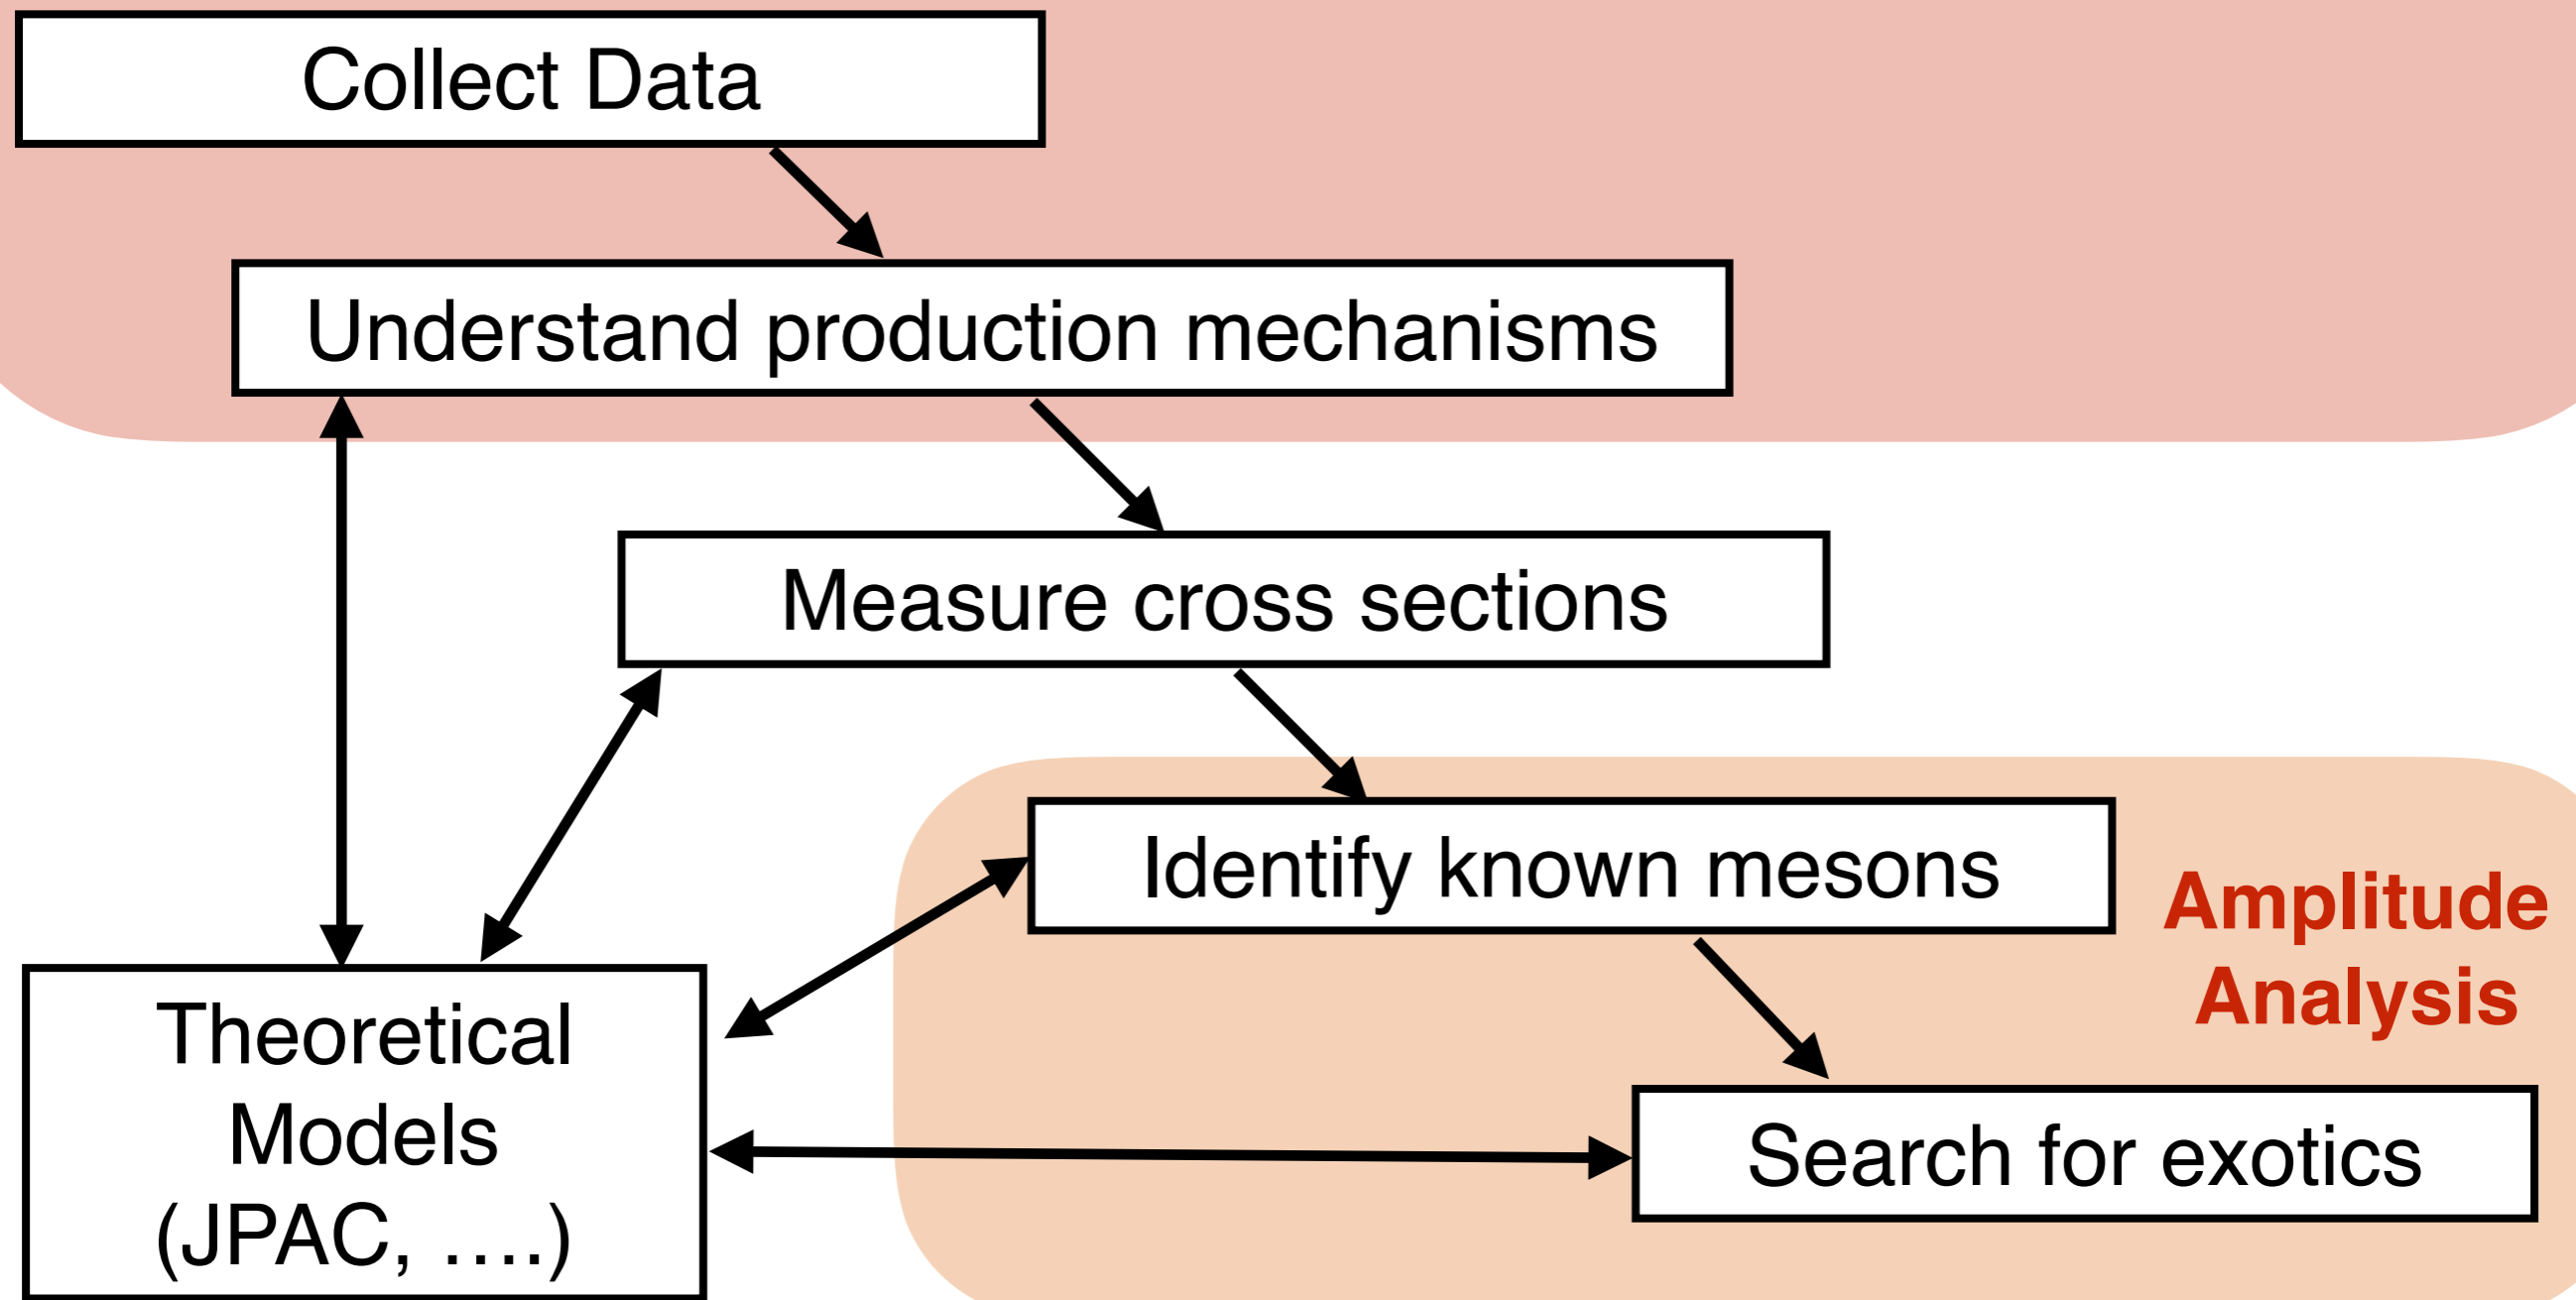 Collect Data
Understand production mechanisms
Measure cross sections
Identify known mesons
Amplitude
Analysis
Theoretical
Models
(JPAC, ….)
Search for exotics